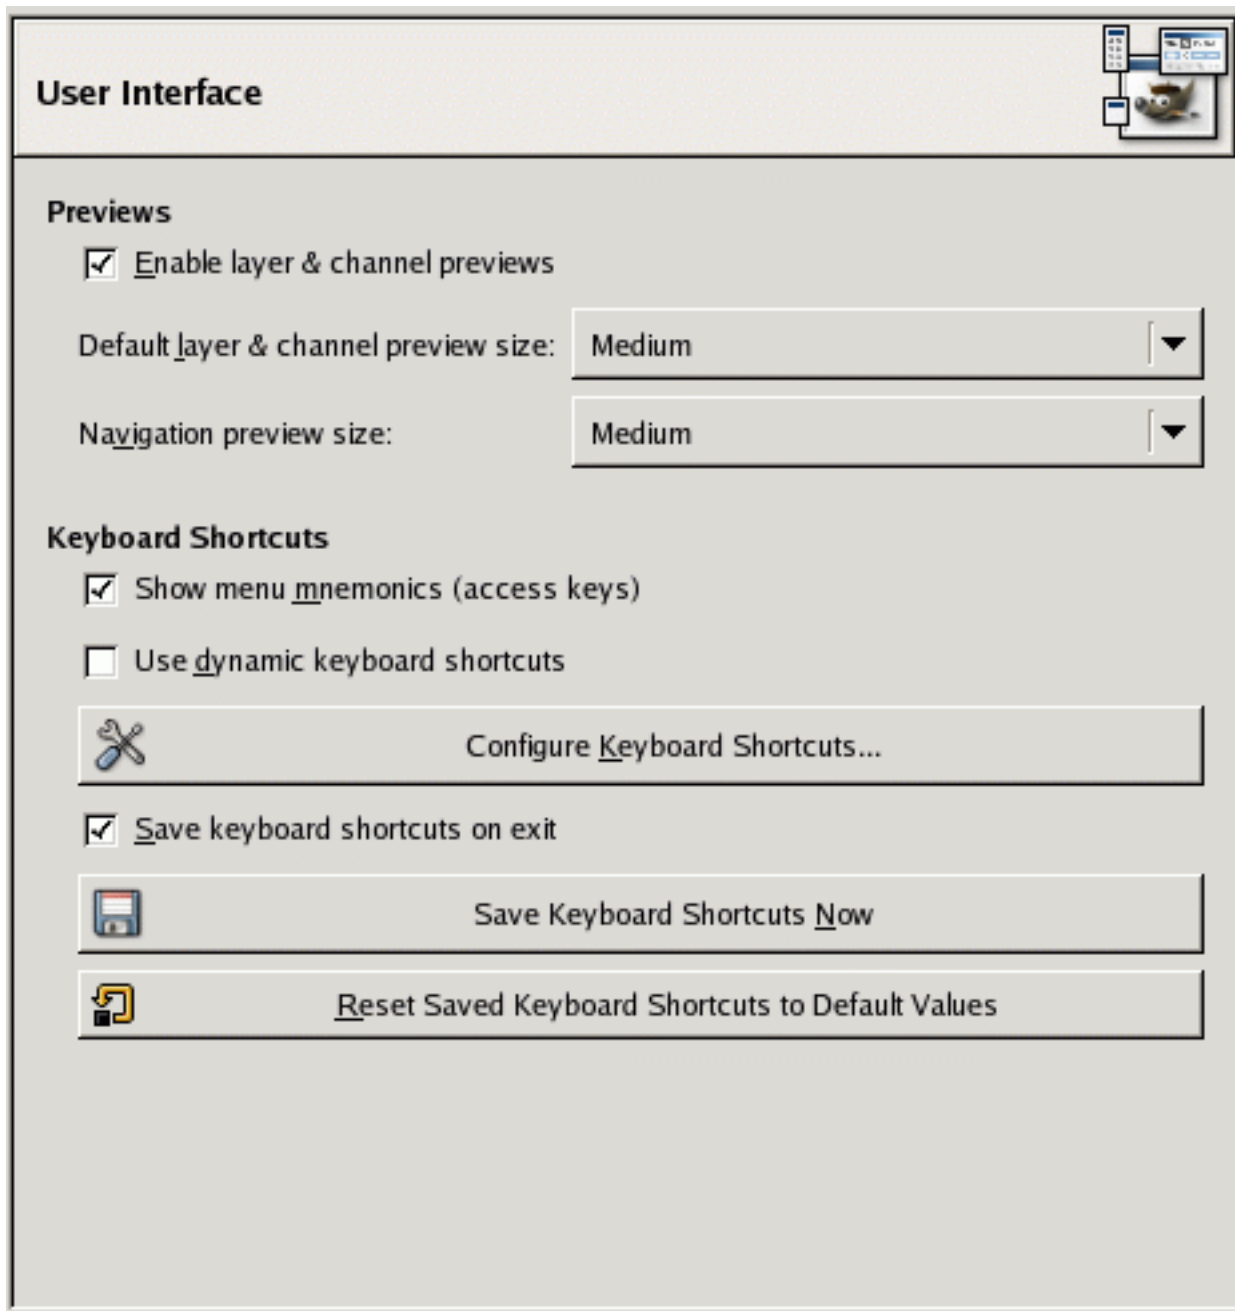 User Interface
Previews
Enable layer & channel previews
Default layer & channel preview size: Medium
Navigation preview size: Medium
Keyboard Shortcuts
Show menu mnemonics (access keys)
Use dynamic keyboard shortcuts
Configure Keyboard Shortcuts...
Save keyboard shortcuts on exit
Save Keyboard Shortcuts Now
Reset Saved Keyboard Shortcuts to Default Values